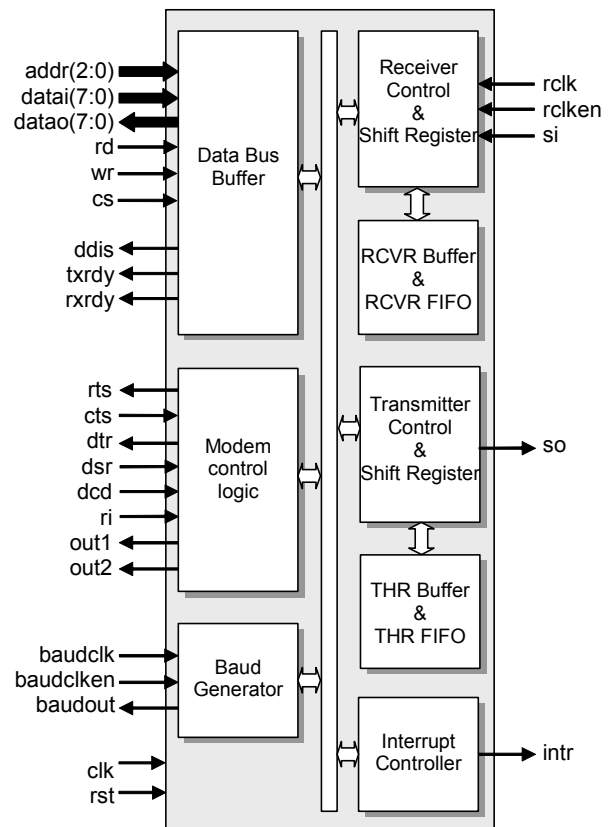 addr(2:0)
datai(7:0)
datao(7:0)
rd
wr
cs
ddis
txrdy
rxrdy
Data Bus
Buffer
rts
cts
dtr
dsr
dcd
ri
out1
out2
Modem
control
logic
baudclk
baudclken
baudout
Baud
Generator
clk
rst
Receiver
Control
&
Shift Register
rclk
rclken
si
RCVR Buffer
&
RCVR FIFO
Transmitter
Control
&
Shift Register
so
THR Buffer
&
THR FIFO
Interrupt
Controller
intr